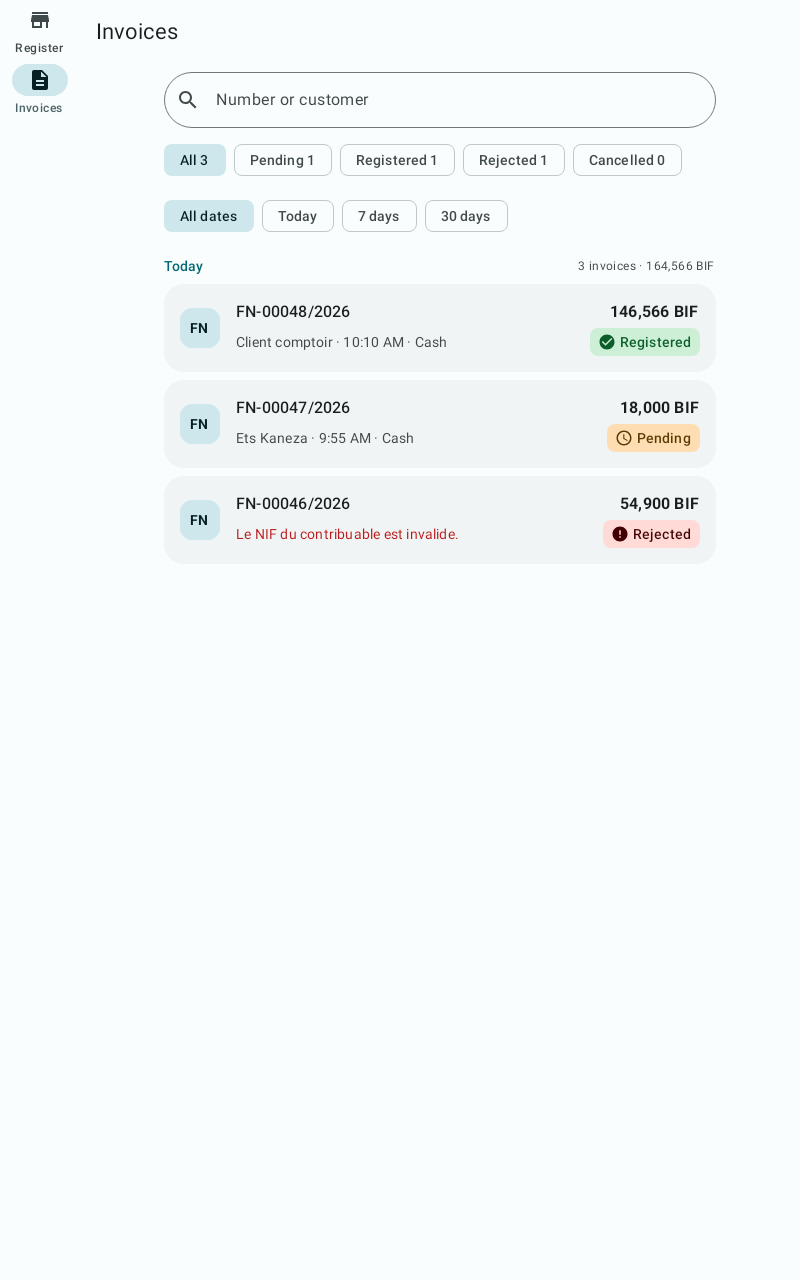 Register
Invoices
Invoices
Number or customer
All 3
Pending 1
Registered 1
Rejected 1
Cancelled 0
All dates
Today
7 days
30 days
Today
3 invoices · 164,566 BIF
FN
FN-00048/2026
146,566 BIF
Client comptoir · 10:10 AM · Cash
Registered
FN
FN-00047/2026
18,000 BIF
Ets Kaneza · 9:55 AM · Cash
Pending
FN
FN-00046/2026
54,900 BIF
Le NIF du contribuable est invalide.
Rejected